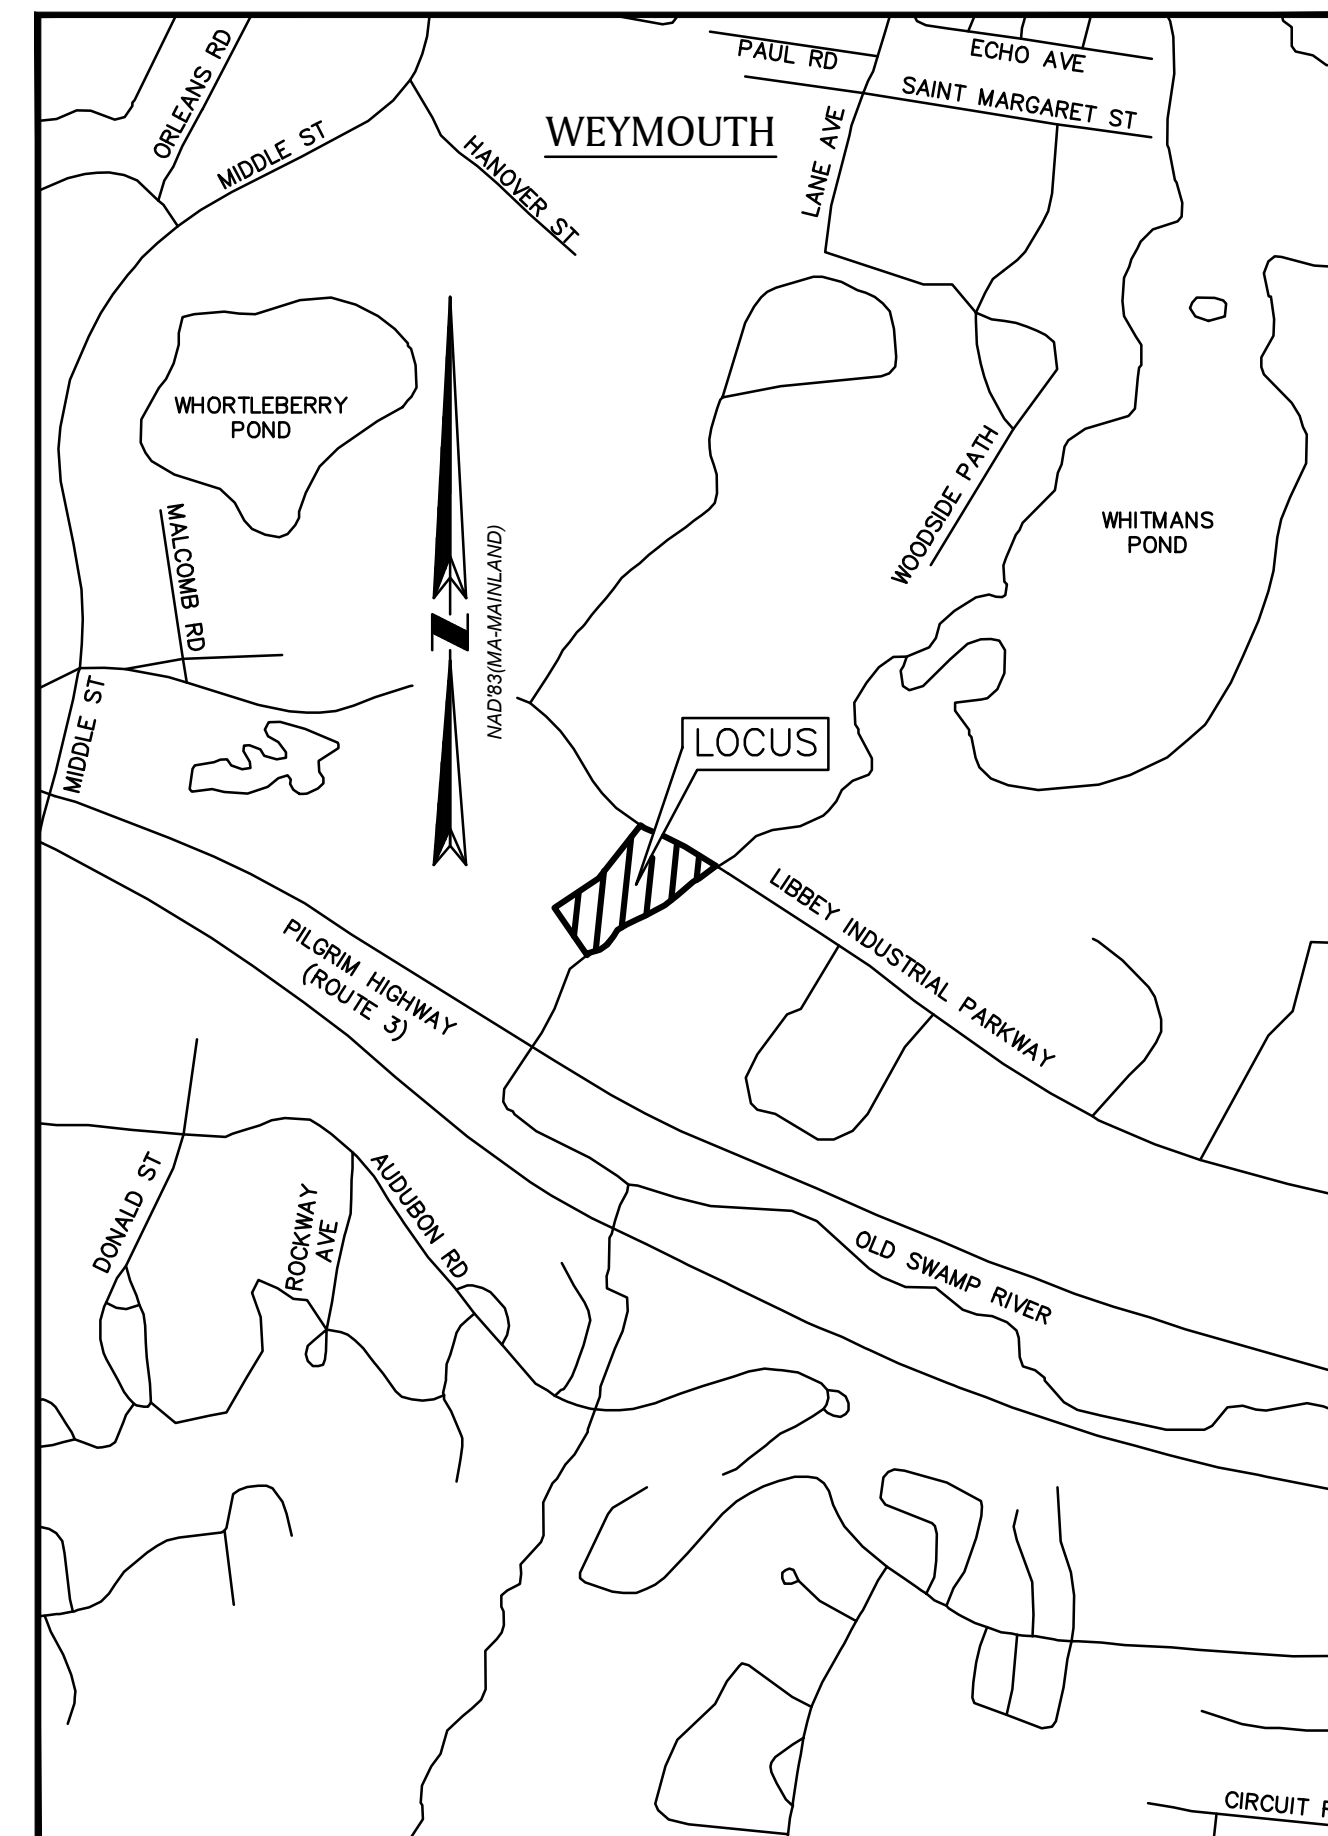 ORLEANS RD
PAUL RD
ECHO AVE
SAINT MARGARET ST
WEYMOUTH
MIDDLE ST
HANOVER ST
LANE AVE
WHORTLEBERRY
POND
WOODSIDE PATH
WHITMANS
POND
MALCOMB RD
N
NAD'83(MA-MAINLAND)
MIDDLE ST
LOCUS
LIBBEY INDUSTRIAL PARKWAY
PILGRIM HIGHWAY
(ROUTE 3)
DONALD ST
ROCKWAY
AVE
AUDUBON RD
OLD SWAMP RIVER
CIRCUIT